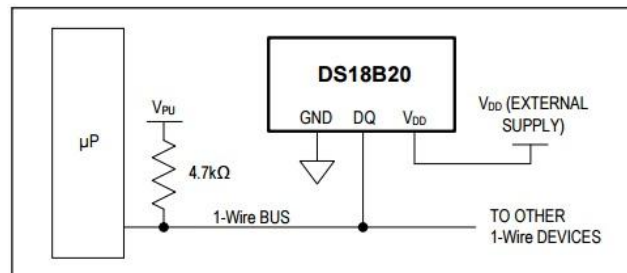 DS18B20
GND DQ VDD
VDD (EXTERNAL
SUPPLY)
VPU
µP
4.7kΩ
1-Wire BUS
TO OTHER
1-Wire DEVICES